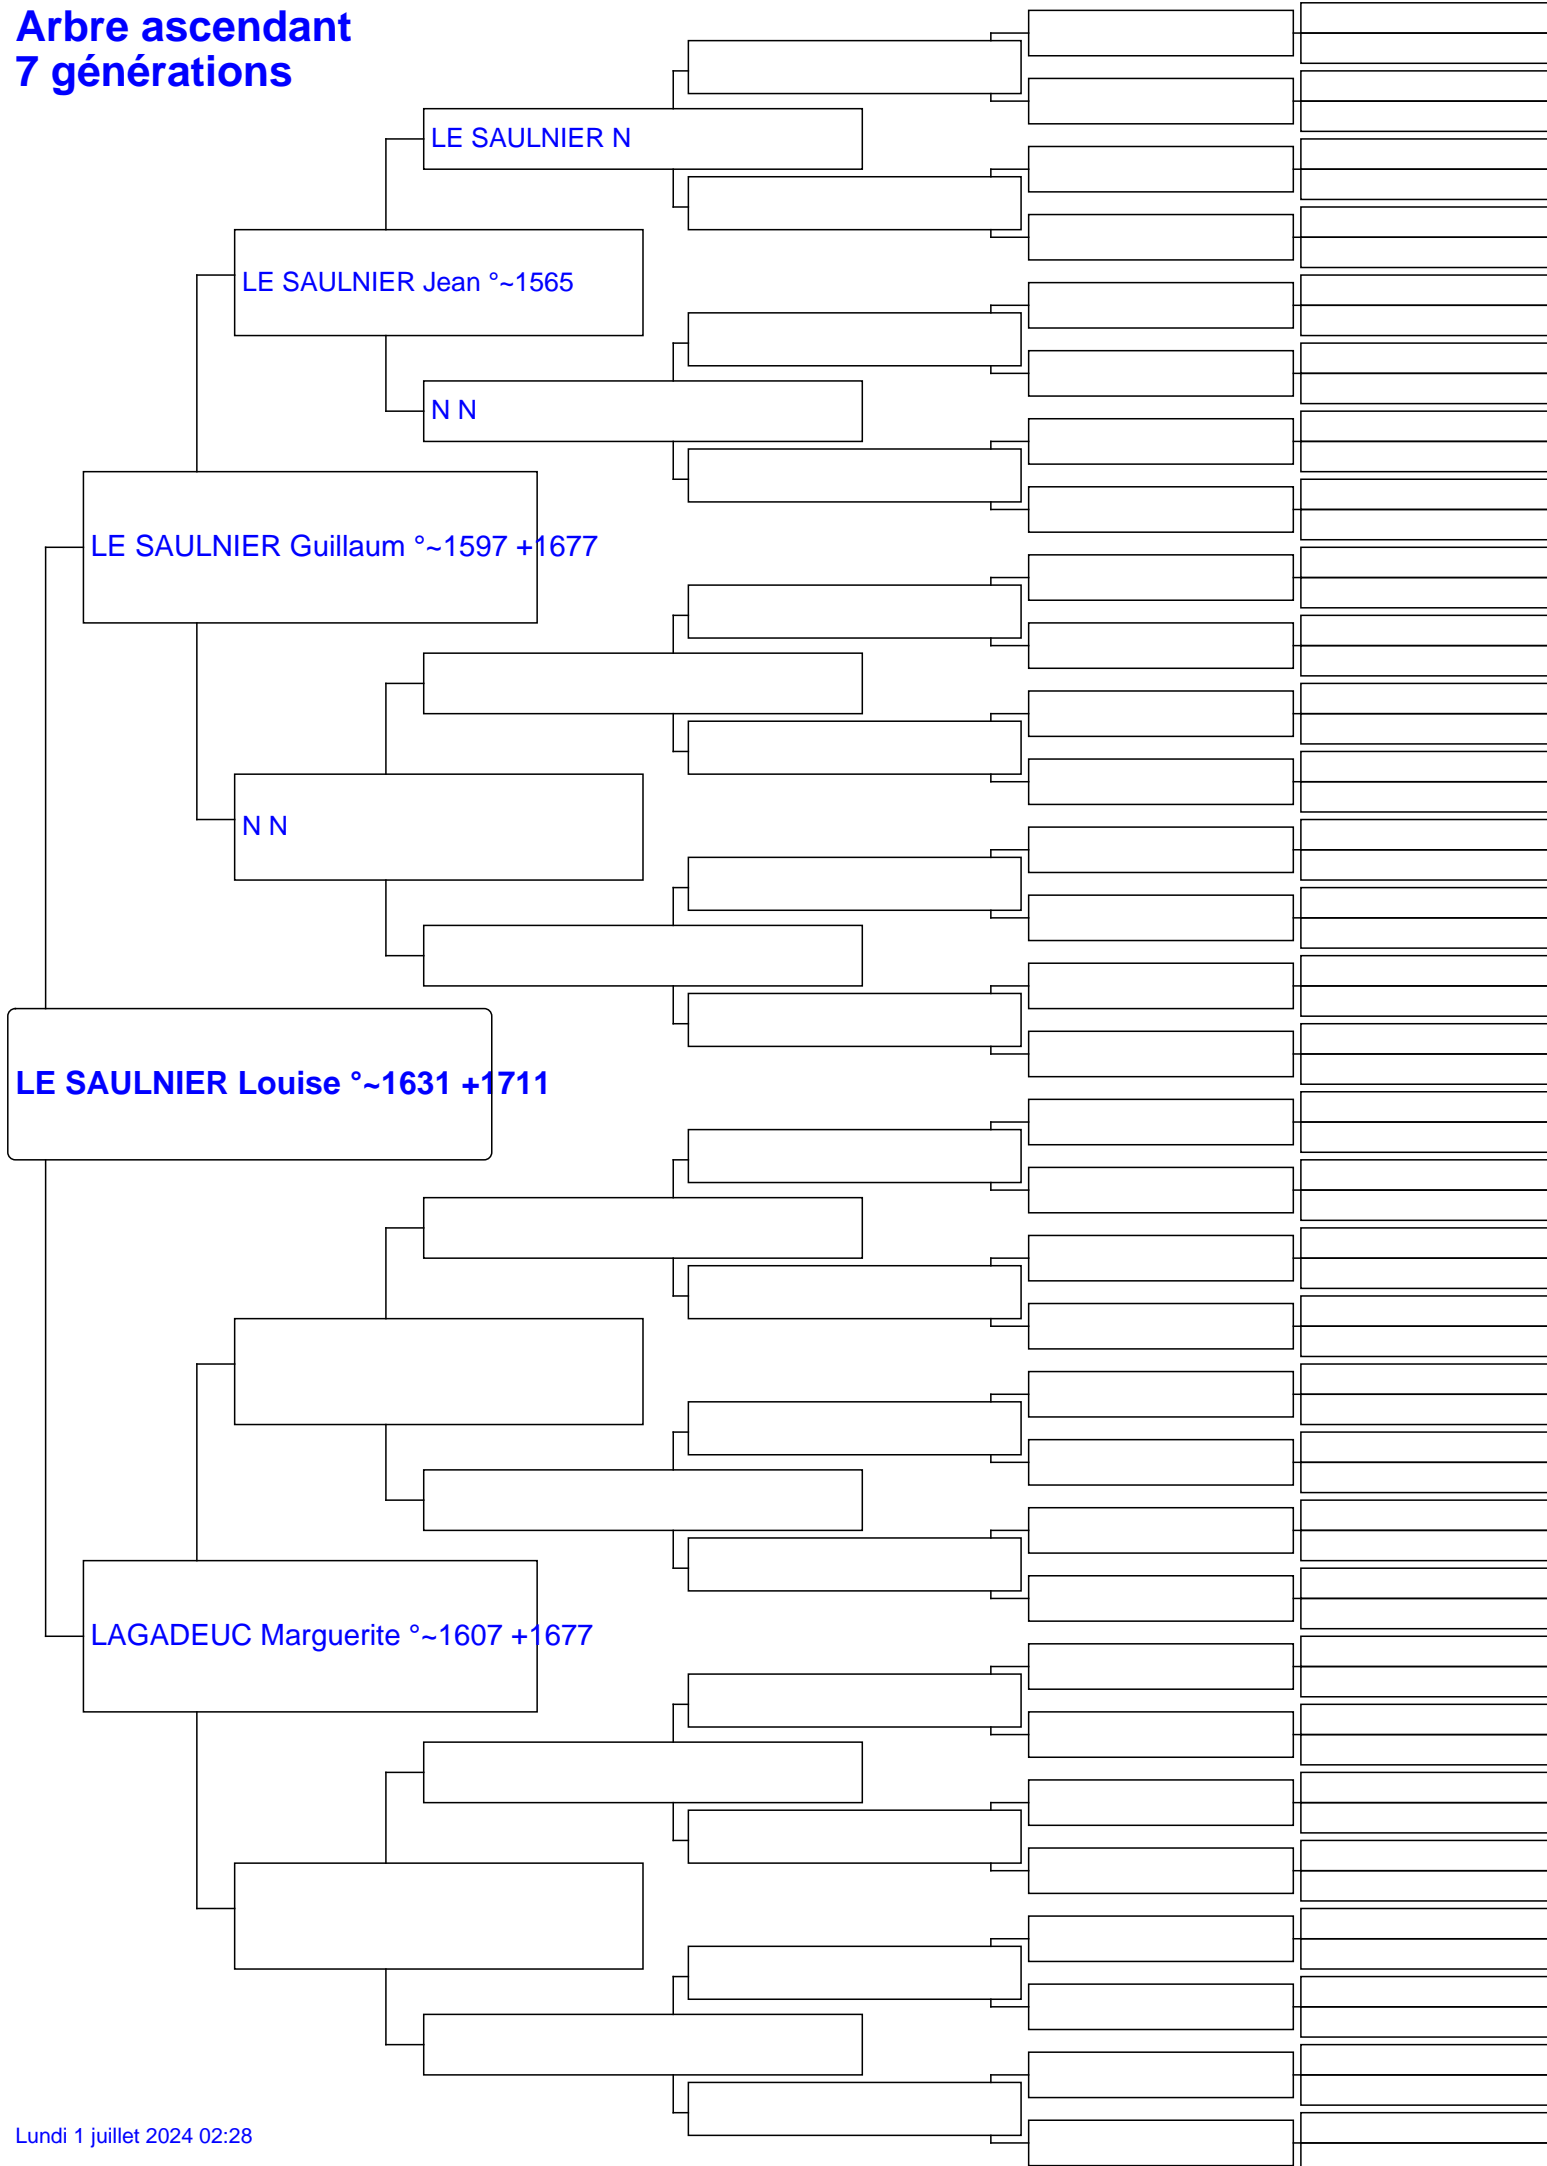 Arbre ascendant
7 générations
LE SAULNIER N
LE SAULNIER Jean °~1565
N N
LE SAULNIER Guillaum °~1597 +1677
N N
LE SAULNIER Louise °~1631 +1711
LAGADEUC Marguerite °~1607 +1677
Lundi 1 juillet 2024 02:28